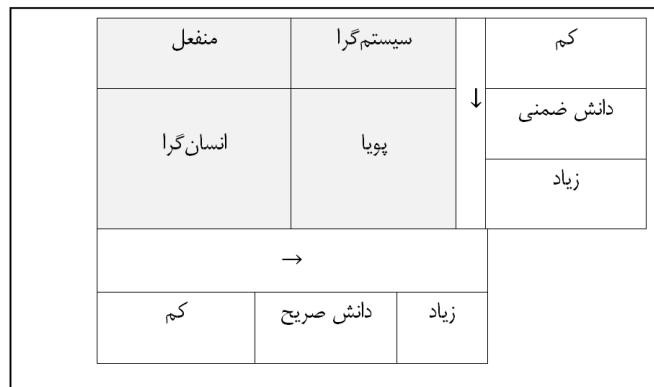 کم
سیستم‌گرا
منفعل
↓
دانش ضمنی
پویا
انسان‌گرا
زیاد
→
زیاد
دانش صریح
کم